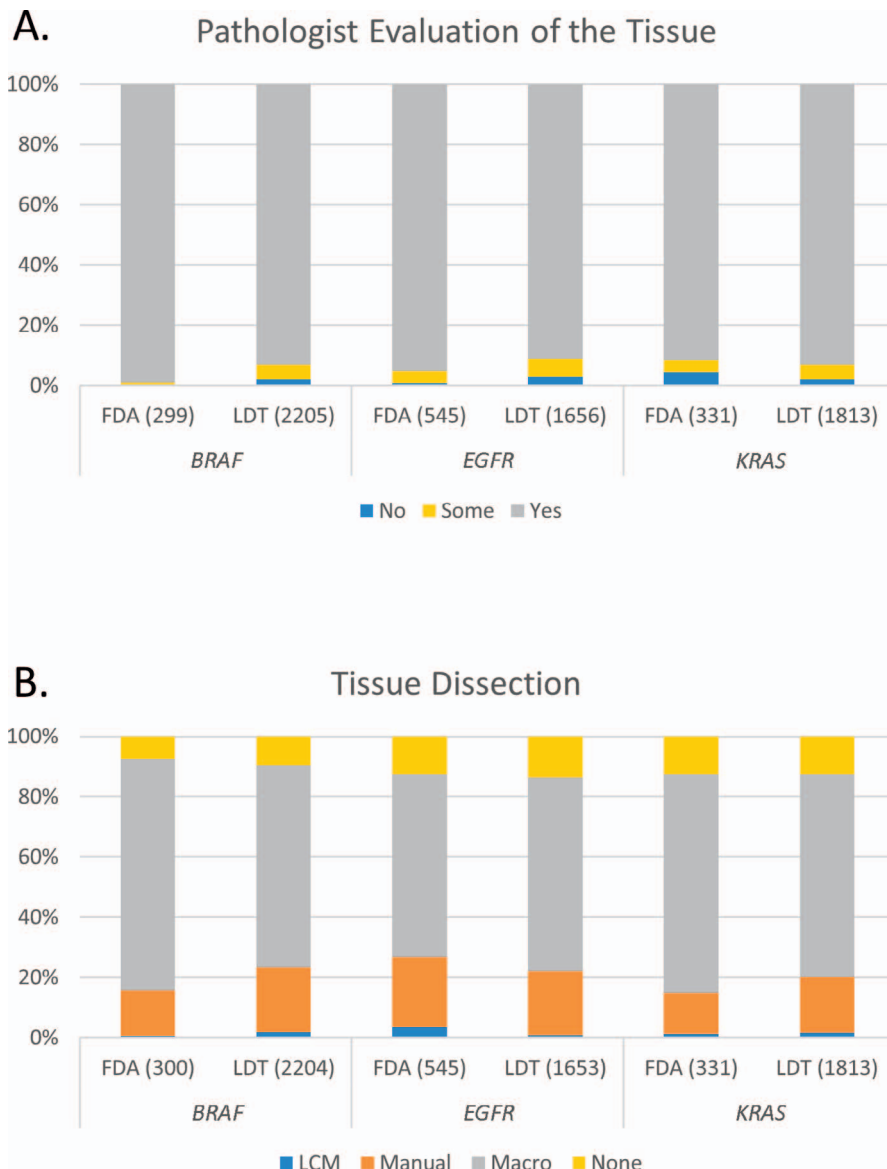 A.
Pathologist Evaluation of the Tissue
100%
80%
60%
40%
20%
0%
FDA (299) LDT (2205) FDA (545) LDT (1656) FDA (331) LDT (1813)
BRAF EGFR KRAS
No Some Yes
B.
Tissue Dissection
100%
80%
60%
40%
20%
0%
FDA (300) LDT (2204) FDA (545) LDT (1653) FDA (331) LDT (1813)
BRAF EGFR KRAS
LCM Manual Macro None